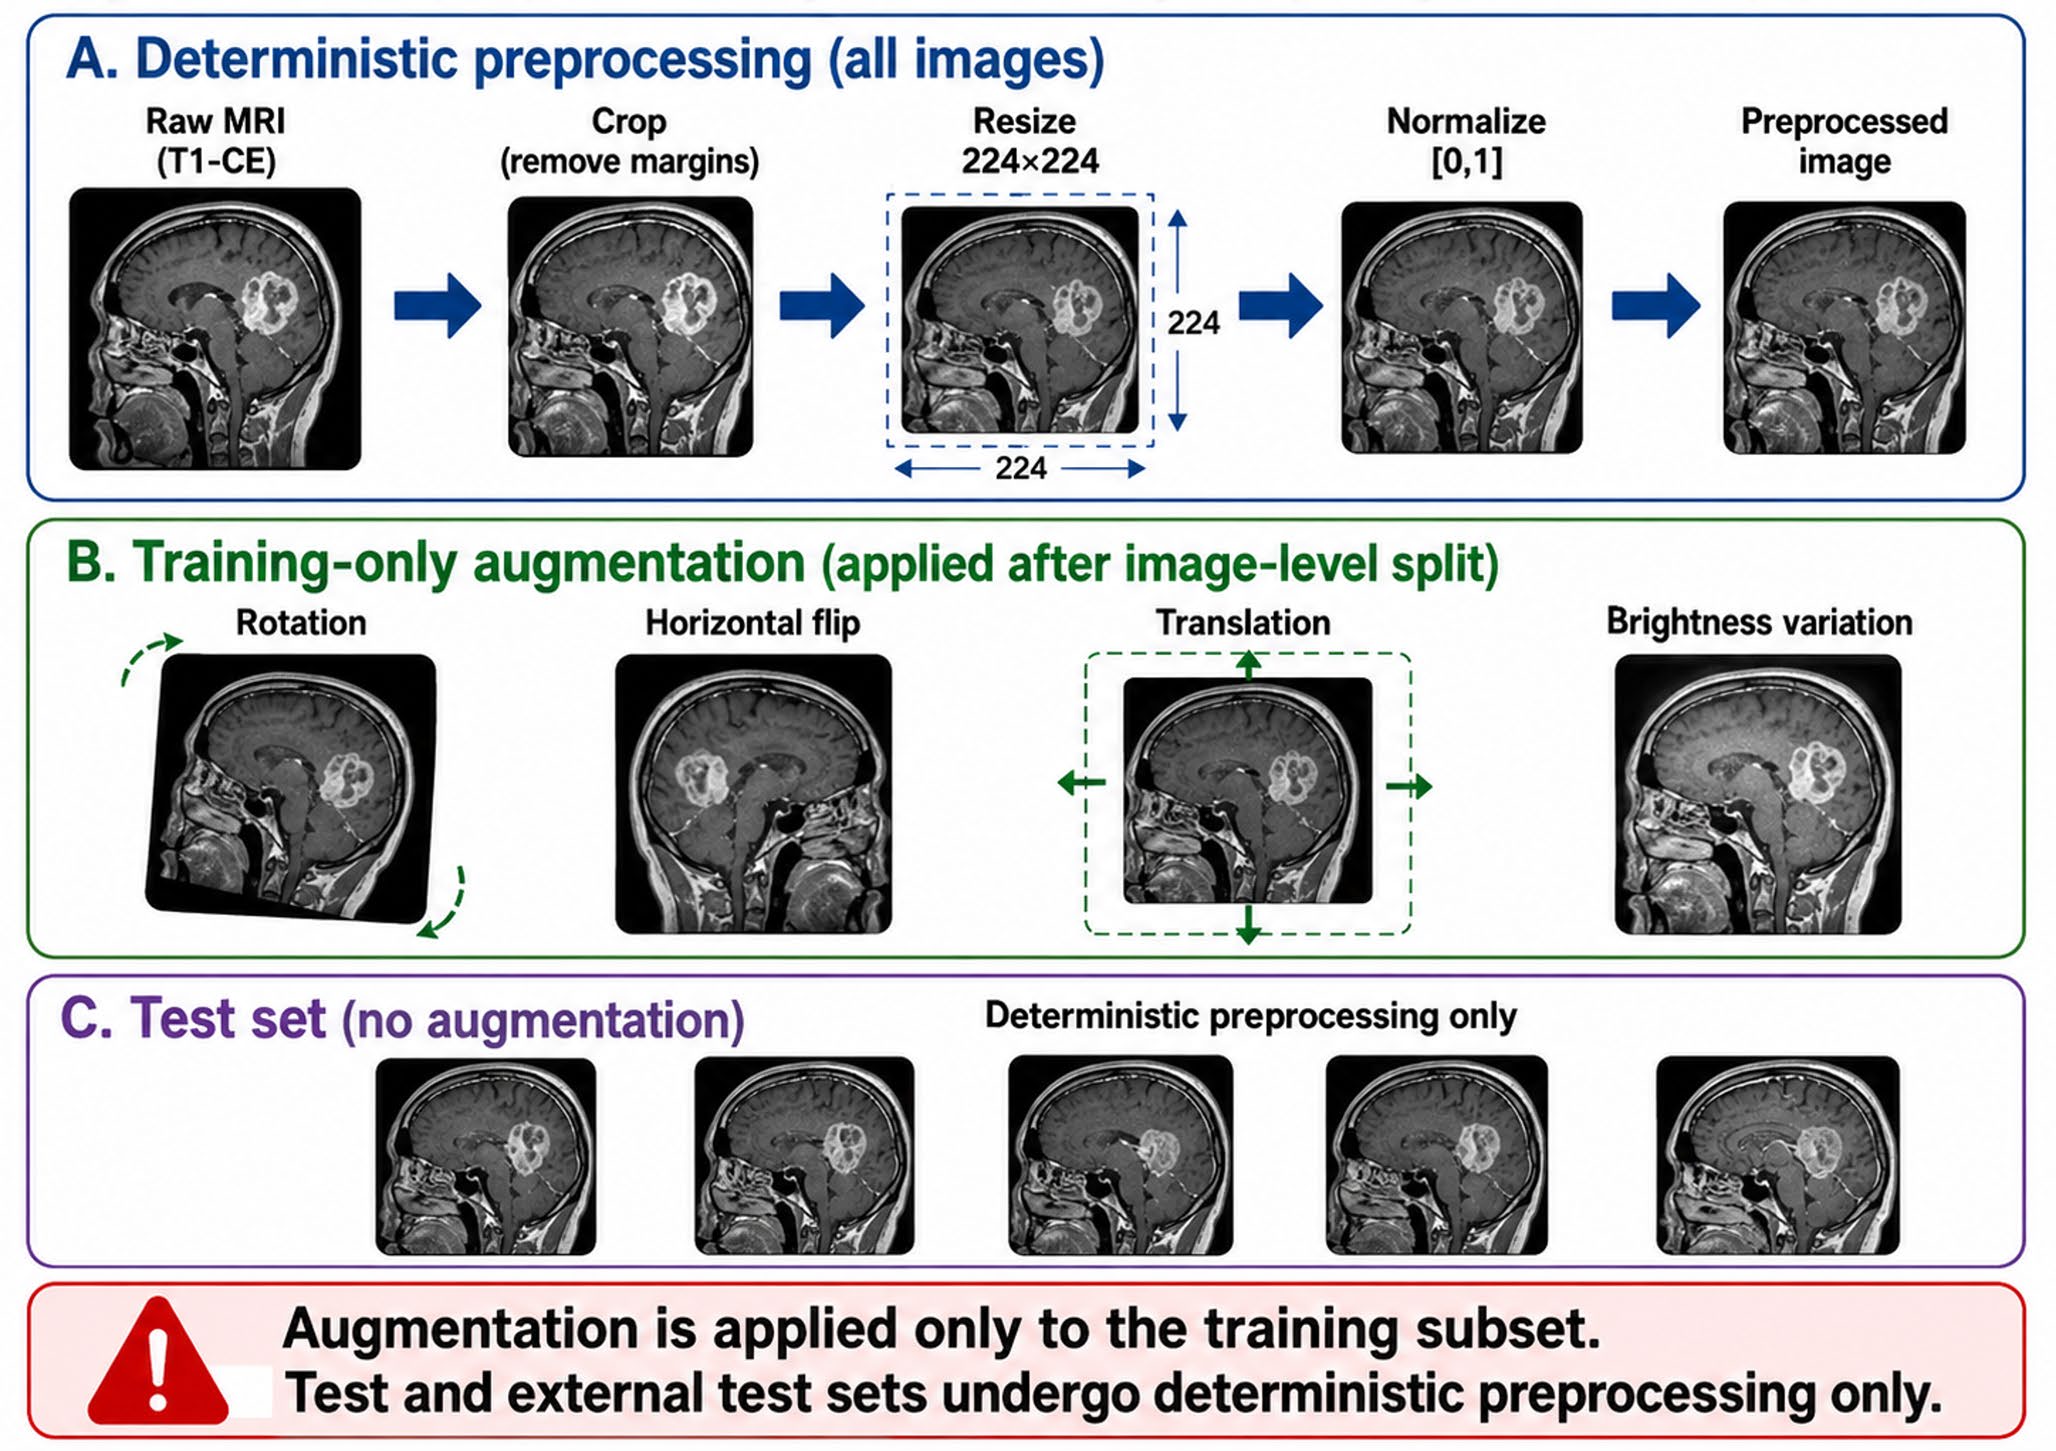 A. Deterministic preprocessing (all images)
Raw MRI
(T1-CE)
Crop
(remove margins)
Resize
224×224
Normalize
[0,1]
Preprocessed
image
224
224
B. Training-only augmentation (applied after image-level split)
Rotation
Horizontal flip
Translation
Brightness variation
C. Test set (no augmentation)
Deterministic preprocessing only
Augmentation is applied only to the training subset.
Test and external test sets undergo deterministic preprocessing only.